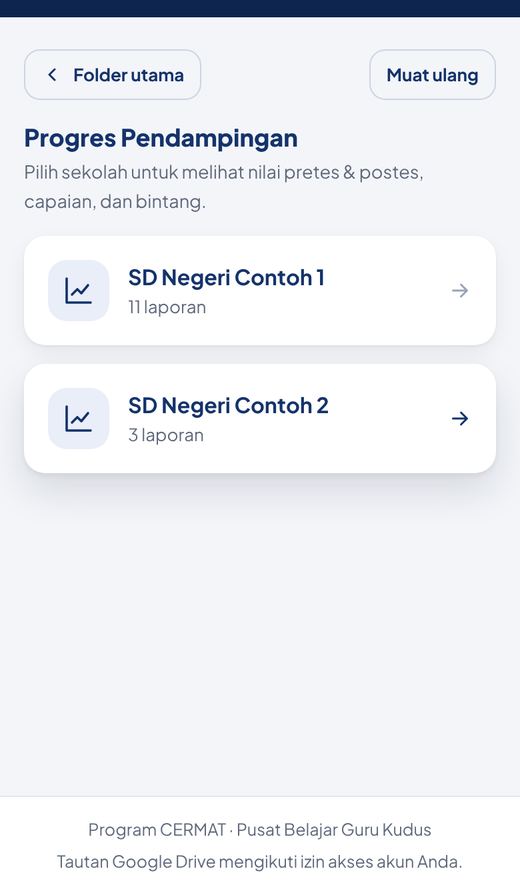 Folder utama
Muat ulang
Progres Pendampingan
Pilih sekolah untuk melihat nilai pretes & postes,
capaian, dan bintang.
SD Negeri Contoh 1
11 laporan
SD Negeri Contoh 2
3 laporan
Program CERMAT · Pusat Belajar Guru Kudus
Tautan Google Drive mengikuti izin akses akun Anda.